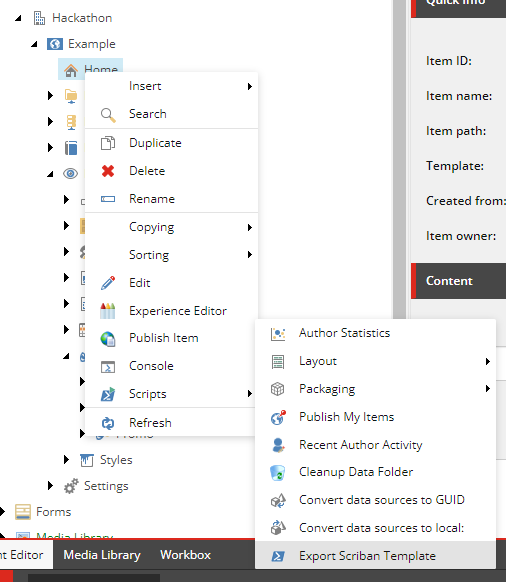 Quick Info
Hackathon
Example
Home
Item ID:
Item name:
Item path:
Template:
Created from:
Item owner:
Content
Insert
Search
Duplicate
Delete
Rename
Copying
Sorting
Edit
Experience Editor
Publish Item
Console
Scripts
Refresh
Author Statistics
Layout
Packaging
Publish My Items
Recent Author Activity
Cleanup Data Folder
Convert data sources to GUID
Convert data sources to local:
Export Scriban Template
Promo
Styles
Settings
Forms
Media Library
nt Editor
Media Library
Workbox